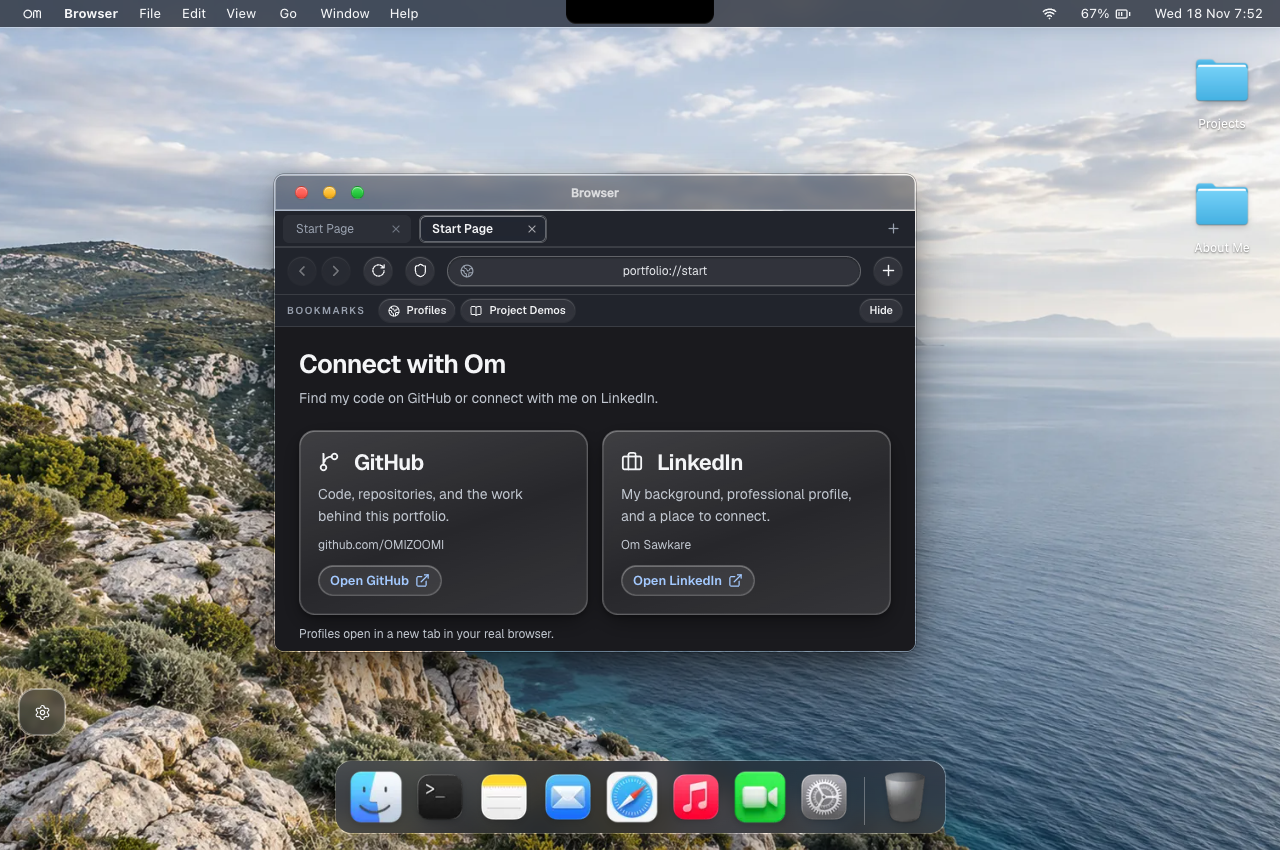 Om Browser File Edit View Go Window Help 67% Wed 18 Nov 7:52
Projects
About Me
Browser
Start Page Start Page
portfolio://start
BOOKMARKS Profiles Project Demos Hide
Connect with Om
Find my code on GitHub or connect with me on LinkedIn.
GitHub
Code, repositories, and the work
behind this portfolio.
github.com/OMIZOOMI
Open GitHub
LinkedIn
My background, professional profile,
and a place to connect.
Om Sawkare
Open LinkedIn
Profiles open in a new tab in your real browser.
>_